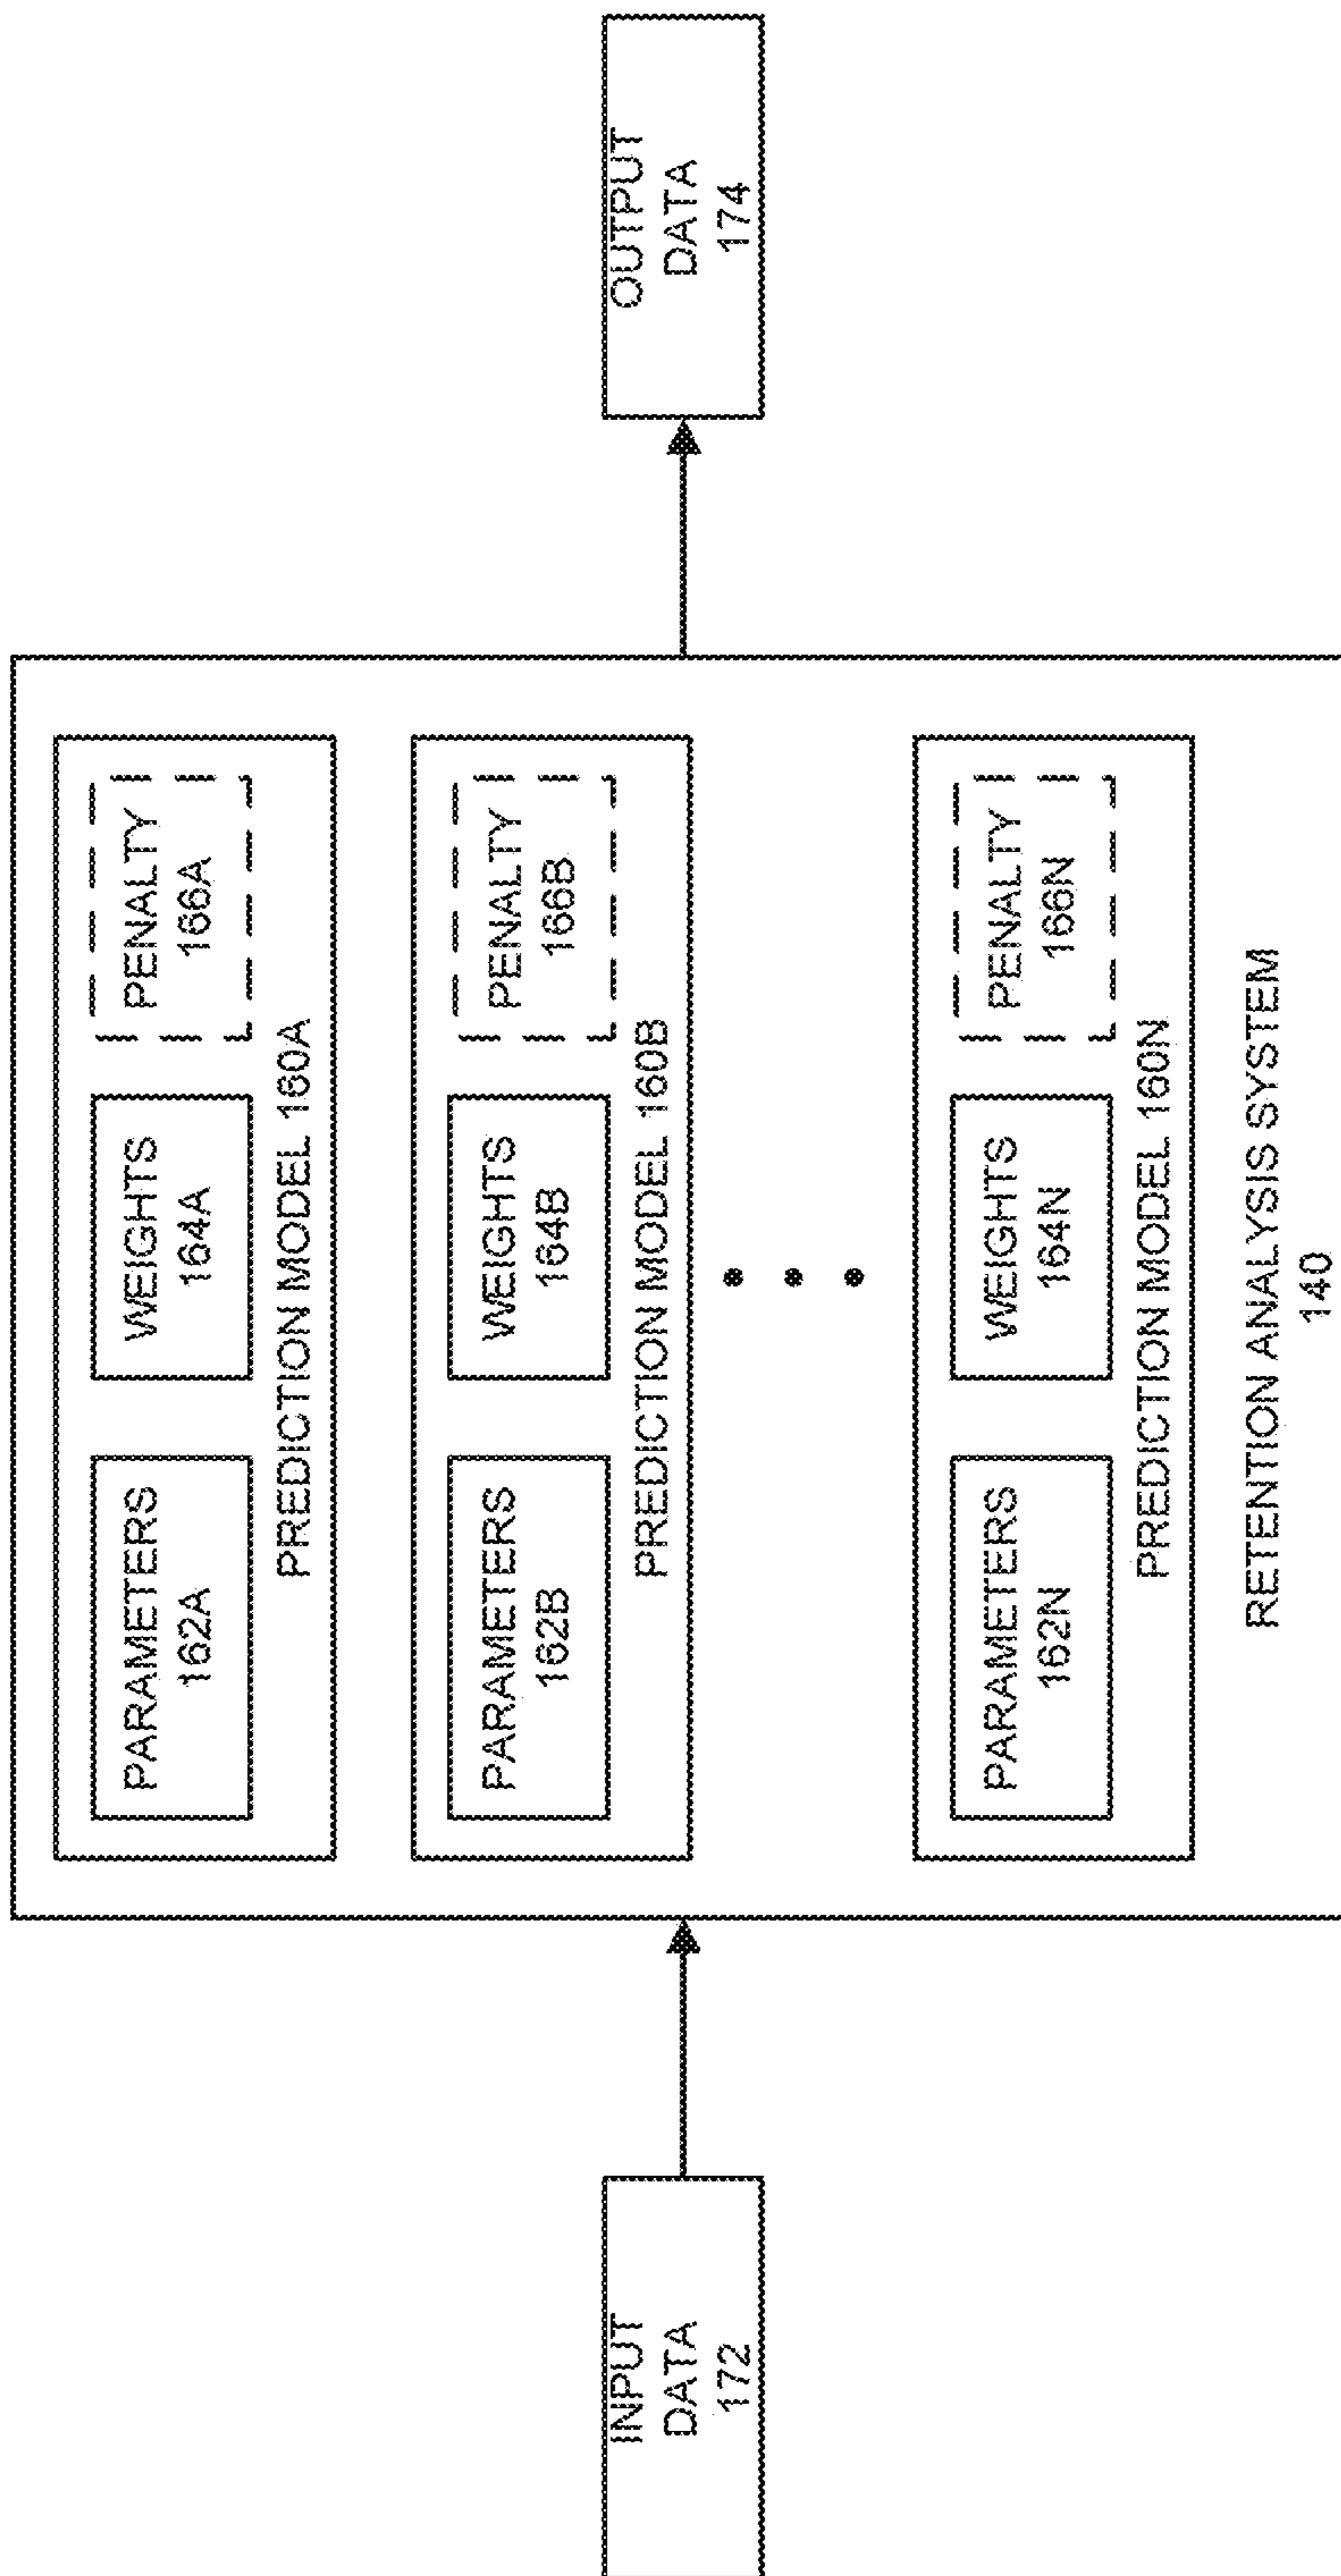 INPUT
DATA
172
PARAMETERS
162A
WEIGHTS
164A
PENALTY
166A
PREDICTION MODEL 160A
PARAMETERS
162B
WEIGHTS
164B
PENALTY
166B
PREDICTION MODEL 160B
PARAMETERS
162N
WEIGHTS
164N
PENALTY
166N
PREDICTION MODEL 160N
RETENTION ANALYSIS SYSTEM
140
OUTPUT
DATA
174